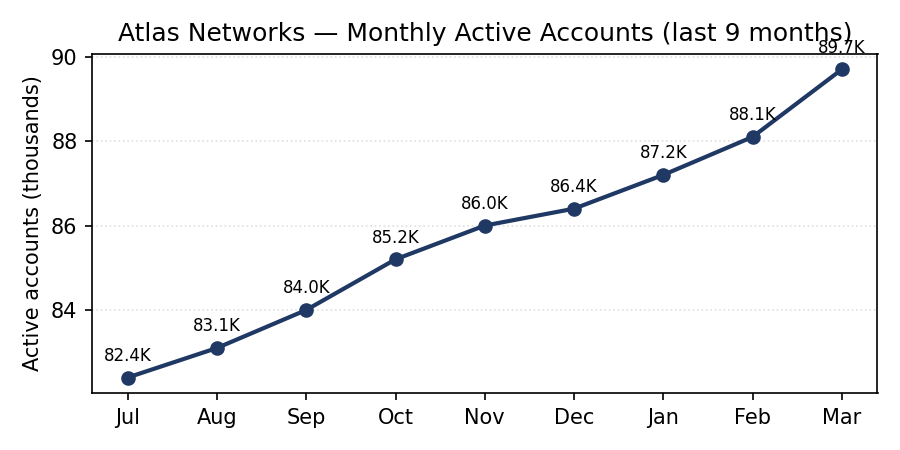 Atlas Networks — Monthly Active Accounts (last 9 months)
Active accounts (thousands)
90
88
86
84
82.4K
83.1K
84.0K
85.2K
86.0K
86.4K
87.2K
88.1K
89.7K
Jul Aug Sep Oct Nov Dec Jan Feb Mar